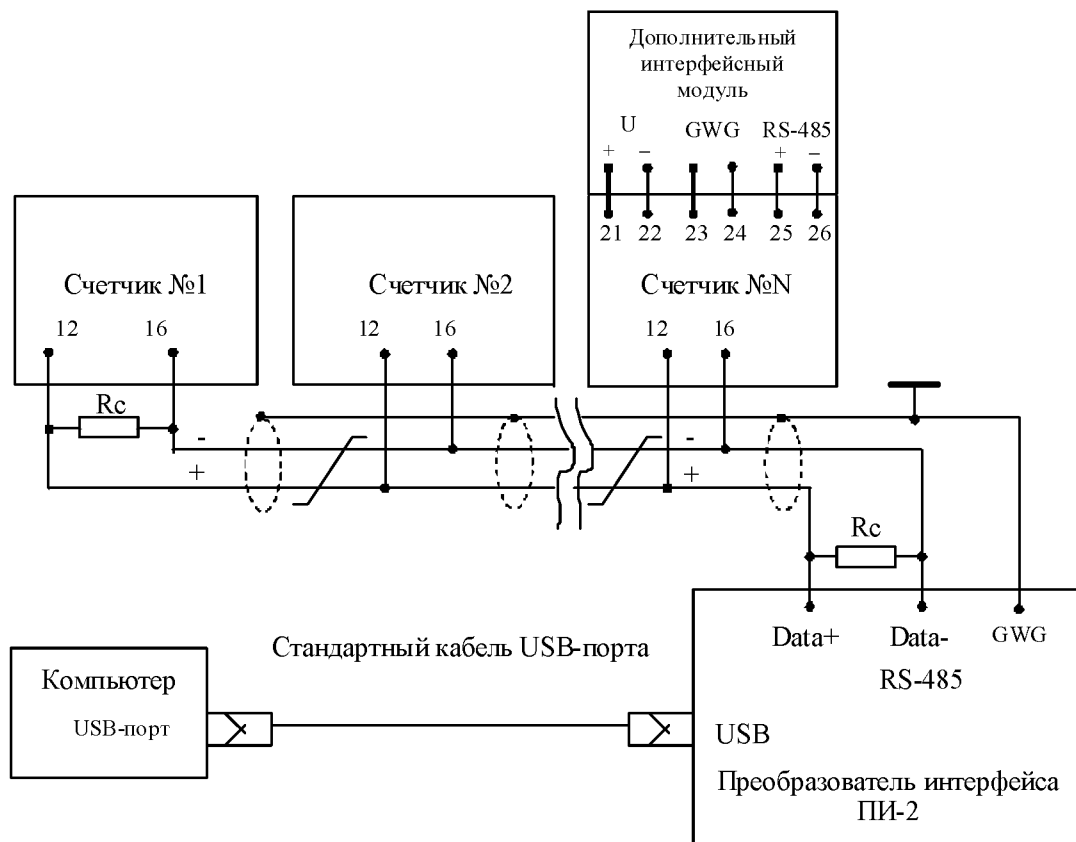 Дополнительный
интерфейсный
модуль
U GWG RS-485
+ − + −
21 22 23 24 25 26
Счетчик №1 Счетчик №2 Счетчик №N
12 16 12 16 12 16
Rc
- -
+ +
Rc
Data+ Data- GWG
RS-485
Стандартный кабель USB-порта
Компьютер
USB-порт
USB
Преобразователь интерфейса
ПИ-2